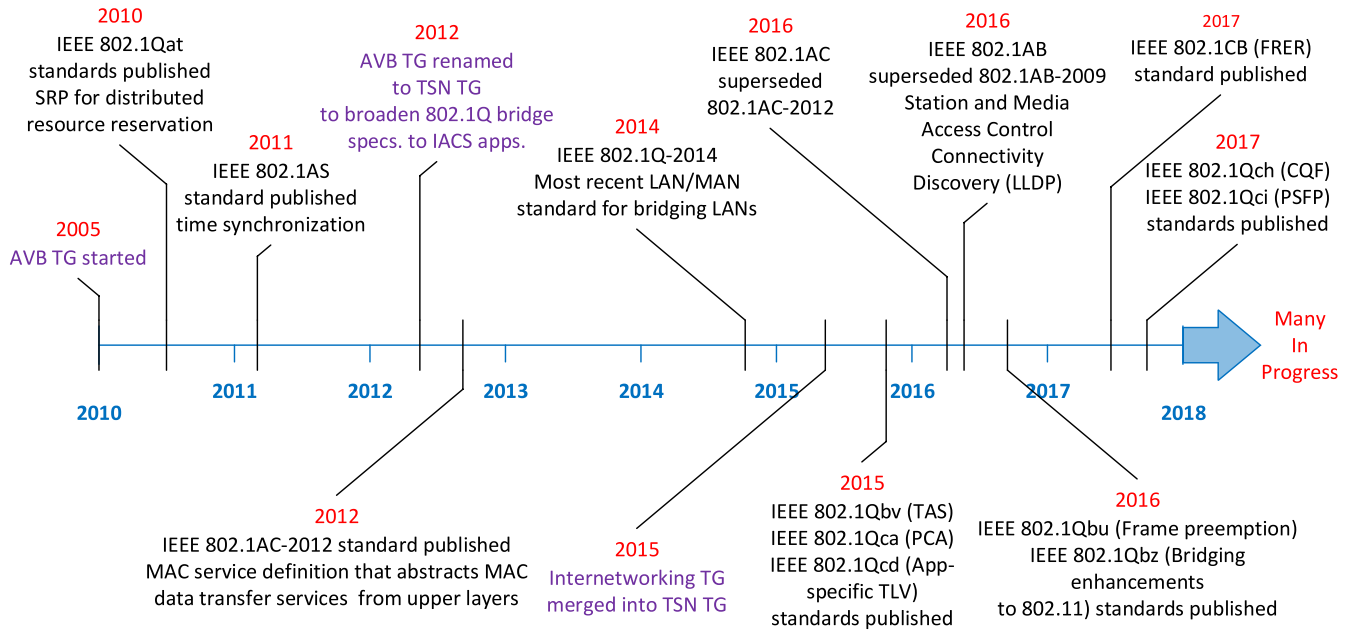 2010
IEEE 802.1Qat
standards published
SRP for distributed
resource reservation
2012
AVB TG renamed
to TSN TG
to broaden 802.1Q bridge
specs. to IACS apps.
2016
IEEE 802.1AC
superseded
802.1AC-2012
2016
IEEE 802.1AB
superseded 802.1AB-2009
Station and Media
Access Control
Connectivity
Discovery (LLDP)
2017
IEEE 802.1CB (FRER)
standard published
2011
IEEE 802.1AS
standard published
time synchronization
2014
IEEE 802.1Q-2014
Most recent LAN/MAN
standard for bridging LANs
2017
IEEE 802.1Qch (CQF)
IEEE 802.1Qci (PSFP)
standards published
2005
AVB TG started
Many
In
Progress
2010
2011
2012
2013
2014
2015
2016
2017
2018
2012
IEEE 802.1AC-2012 standard published
MAC service definition that abstracts MAC
data transfer services from upper layers
2015
Internetworking TG
merged into TSN TG
2015
IEEE 802.1Qbv (TAS)
IEEE 802.1Qca (PCA)
IEEE 802.1Qcd (App-
specific TLV)
standards published
2016
IEEE 802.1Qbu (Frame preemption)
IEEE 802.1Qbz (Bridging
enhancements
to 802.11) standards published